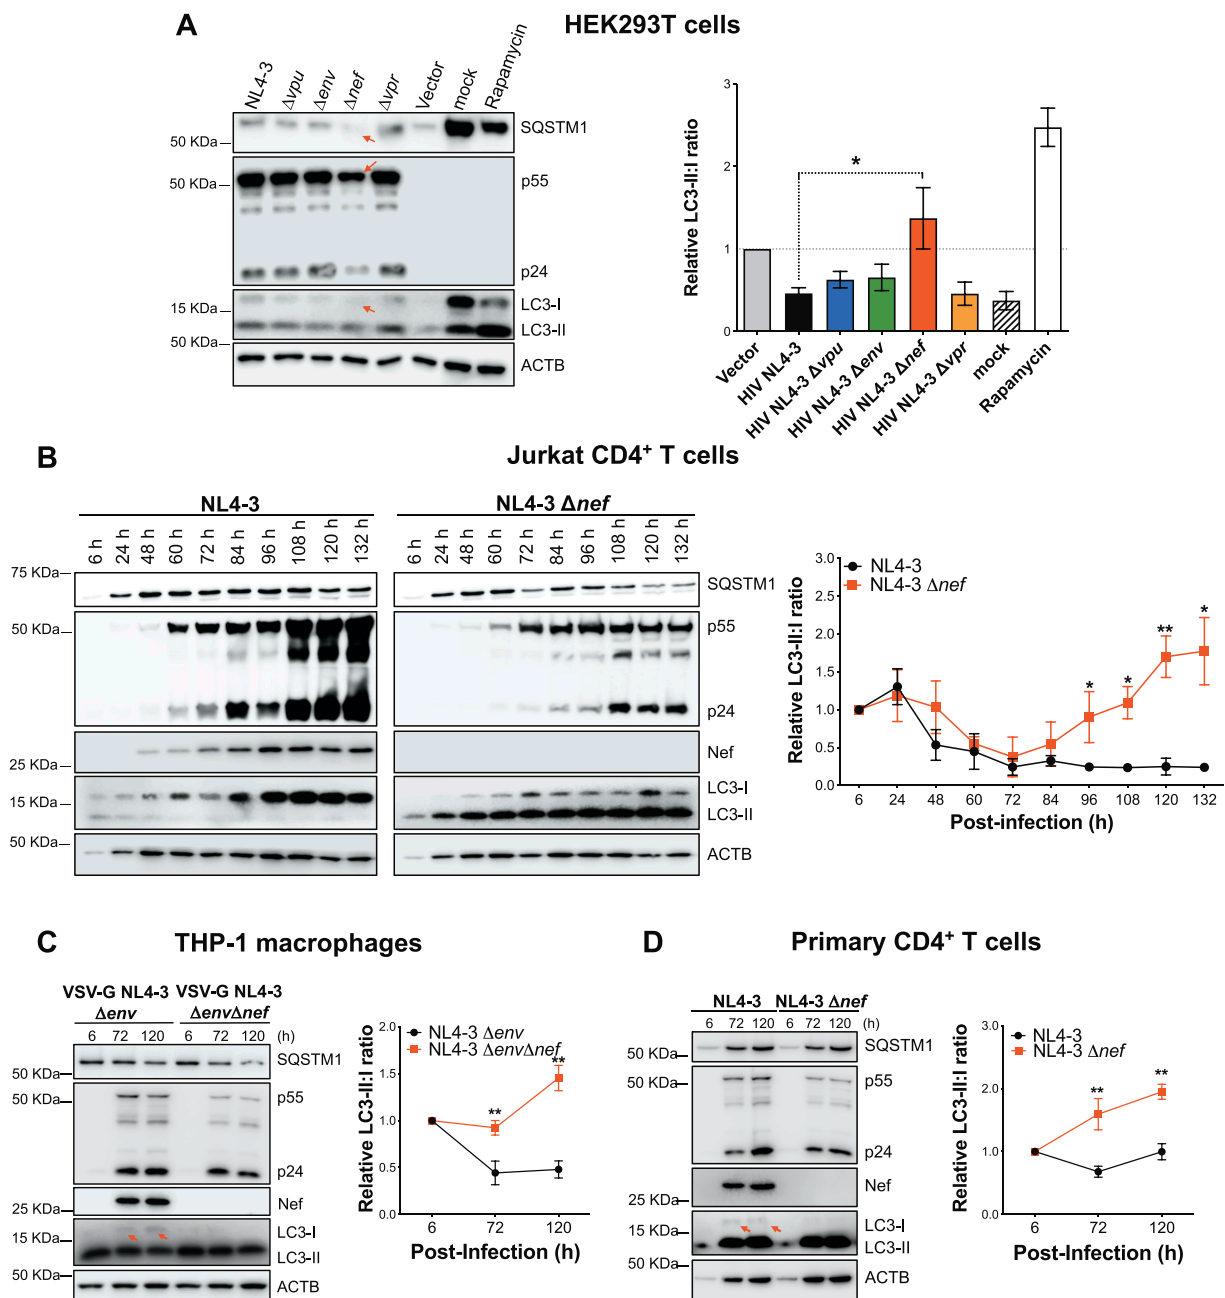 A
HEK293T cells
NL4-3
Δvpu
Δenv
Δnef
Δvpr
Vector
mock
Rapamycin
50 KDa
SQSTM1
50 KDa
p55
p24
15 KDa
LC3-I
LC3-II
50 KDa
ACTB
Relative LC3-II:I ratio
3
2
1
0
*
Vector
HIV NL4-3
HIV NL4-3 Δvpu
HIV NL4-3 Δenv
HIV NL4-3 Δnef
HIV NL4-3 Δvpr
mock
Rapamycin
B
Jurkat CD4+ T cells
NL4-3
NL4-3 Δnef
6 h 24 h 48 h 60 h 72 h 84 h 96 h 108 h 120 h 132 h
6 h 24 h 48 h 60 h 72 h 84 h 96 h 108 h 120 h 132 h
75 KDa
SQSTM1
50 KDa
p55
p24
Nef
25 KDa
LC3-I
15 KDa
LC3-II
50 KDa
ACTB
Relative LC3-II:I ratio
3.0
2.5
2.0
1.5
1.0
0.5
0.0
NL4-3
NL4-3 Δnef
* * ** *
6 24 48 60 72 84 96 108 120 132
Post-infection (h)
C
THP-1 macrophages
VSV-G NL4-3 VSV-G NL4-3
Δenv ΔenvΔnef
6 72 120 6 72 120 (h)
SQSTM1
50 KDa
50 KDa
p55
p24
Nef
25 KDa
LC3-I
15 KDa
LC3-II
50 KDa
ACTB
Relative LC3-II:I ratio
2.0
1.5
1.0
0.5
0.0
NL4-3 Δenv
NL4-3 ΔenvΔnef
** **
6 72 120
Post-Infection (h)
D
Primary CD4+ T cells
NL4-3 NL4-3 Δnef
6 72 120 6 72 120 (h)
SQSTM1
50 KDa
p55
50 KDa
p24
Nef
25 KDa
LC3-I
15 KDa
LC3-II
50 KDa
ACTB
Relative LC3-II:I ratio
3.0
2.0
1.0
0.0
NL4-3
NL4-3 Δnef
** **
6 72 120
Post-Infection (h)